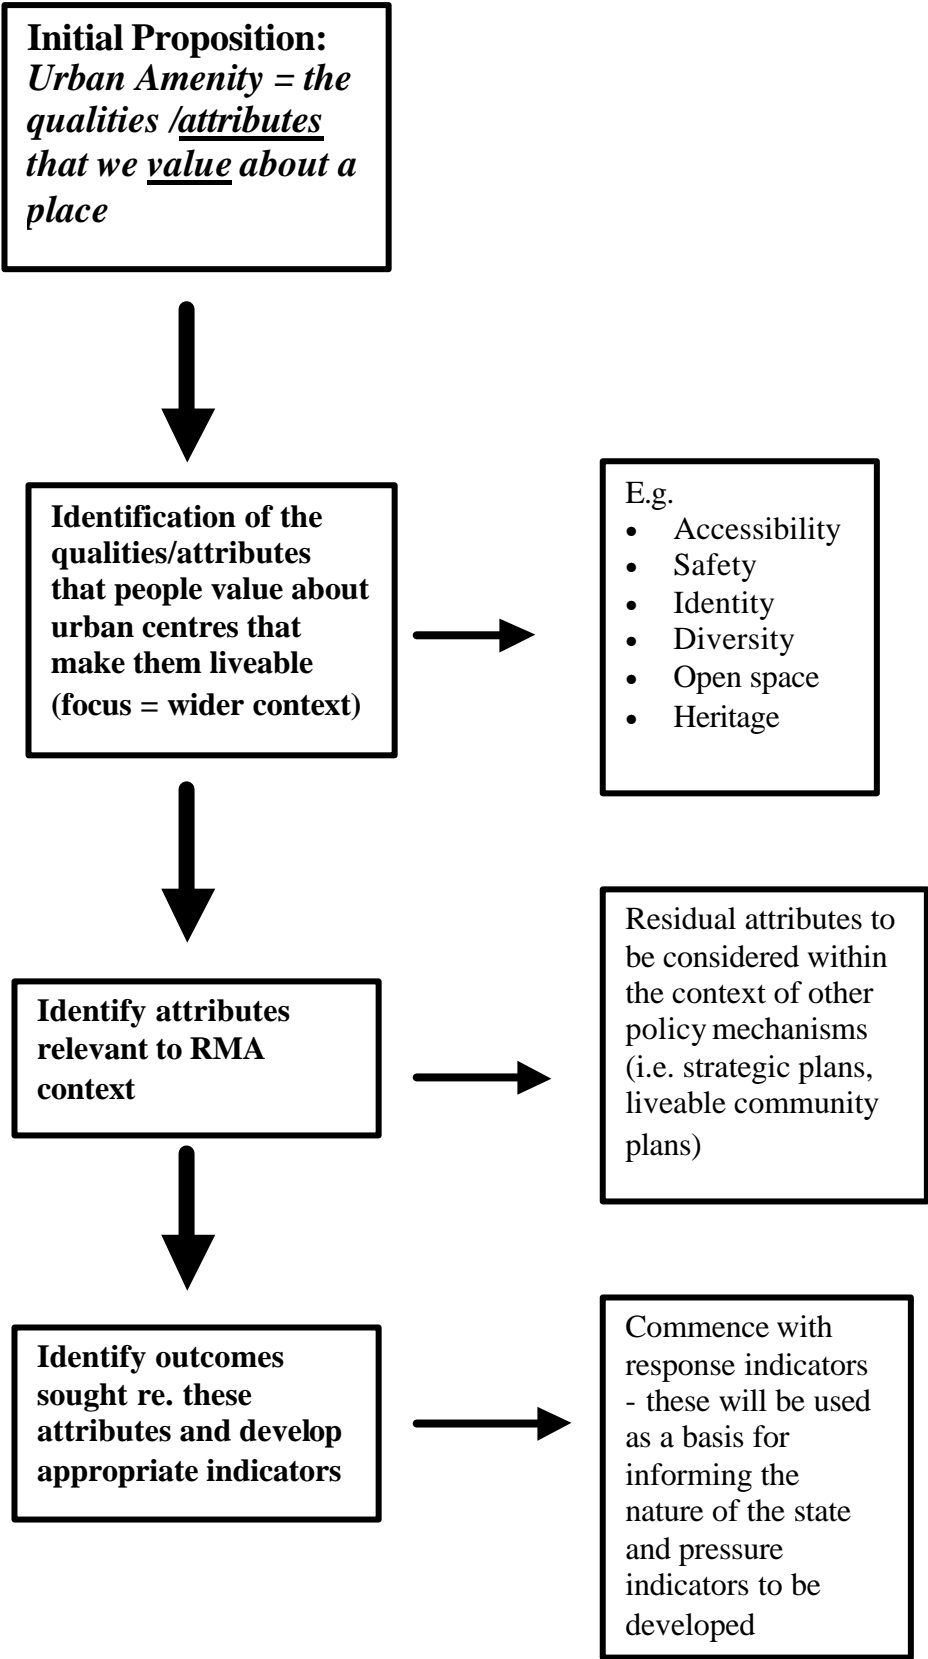 Initial Proposition:
Urban Amenity = the
qualities /attributes
that we value about a
place
Identification of the
qualities/attributes
that people value about
urban centres that
make them liveable
(focus = wider context)
E.g.
• Accessibility
• Safety
• Identity
• Diversity
• Open space
• Heritage
Identify attributes
relevant to RMA
context
Residual attributes to
be considered within
the context of other
policy mechanisms
(i.e. strategic plans,
liveable community
plans)
Identify outcomes
sought re. these
attributes and develop
appropriate indicators
Commence with
response indicators
- these will be used
as a basis for
informing the
nature of the state
and pressure
indicators to be
developed